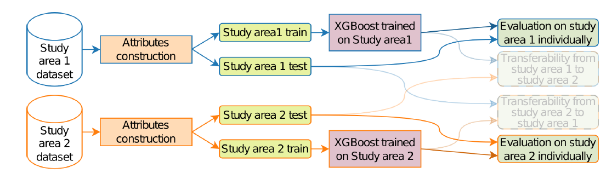 Study
area 1
dataset
Attributes
construction
Study area1 train
Study area 1 test
XGBoost trained
on Study area1
Evaluation on study
area 1 individually
Transferability from
study area 1 to
study area 2
Study
area 2
dataset
Attributes
construction
Study area 2 test
Study area 2 train
XGBoost trained
on Study area 2
Transferability from
study area 2 to
study area 1
Evaluation on study
area 2 individually